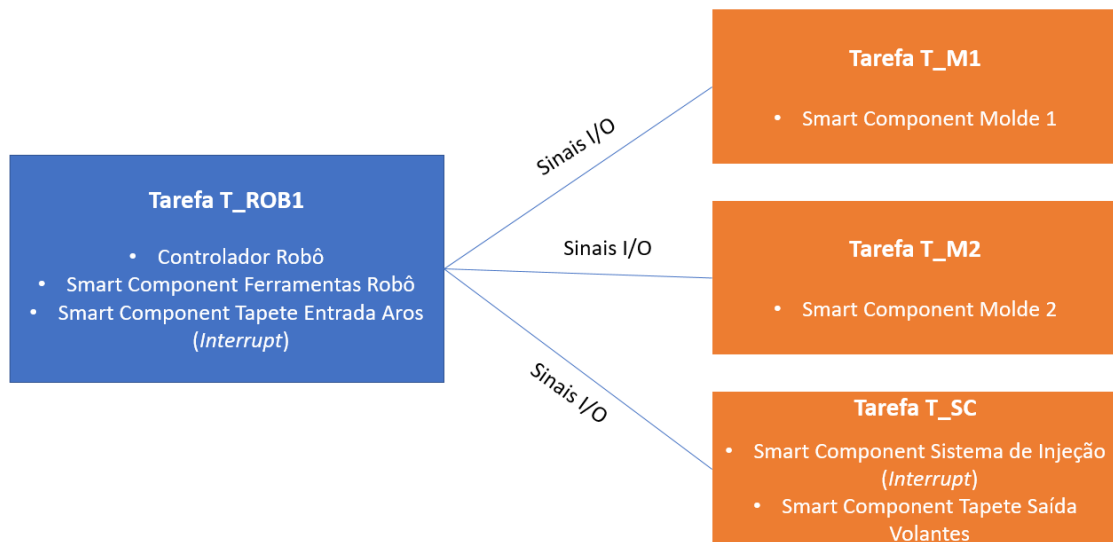 Tarefa T_ROB1
• Controlador Robô
• Smart Component Ferramentas Robô
• Smart Component Tapete Entrada Aros
(Interrupt)
Sinais I/O
Sinais I/O
Sinais I/O
Tarefa T_M1
• Smart Component Molde 1
Tarefa T_M2
• Smart Component Molde 2
Tarefa T_SC
• Smart Component Sistema de Injeção
(Interrupt)
• Smart Component Tapete Saída
Volantes